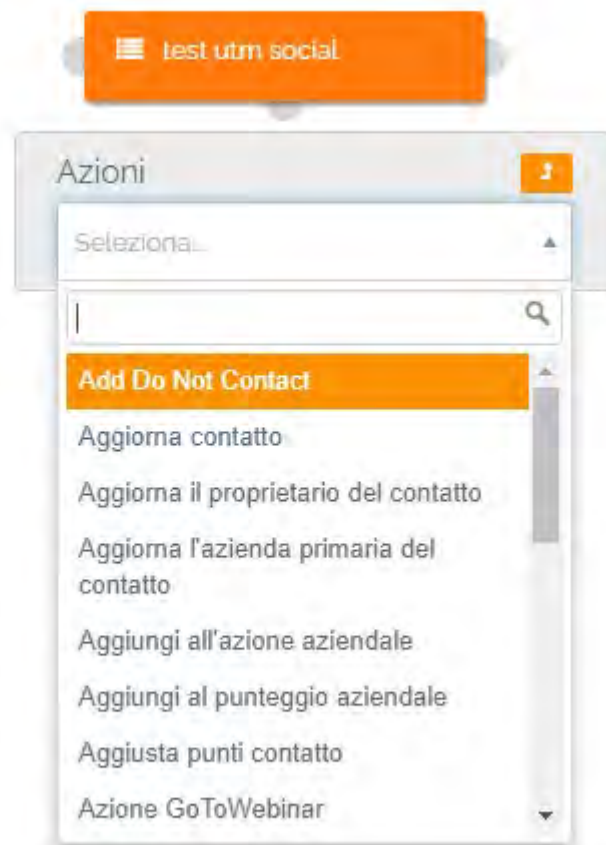 test utm social
Azioni
Seleziona...
Add Do Not Contact
Aggiorna contatto
Aggiorna il proprietario del contatto
Aggiorna l'azienda primaria del
contatto
Aggiungi all'azione aziendale
Aggiungi al punteggio aziendale
Aggiusta punti contatto
Azione GoToWebinar